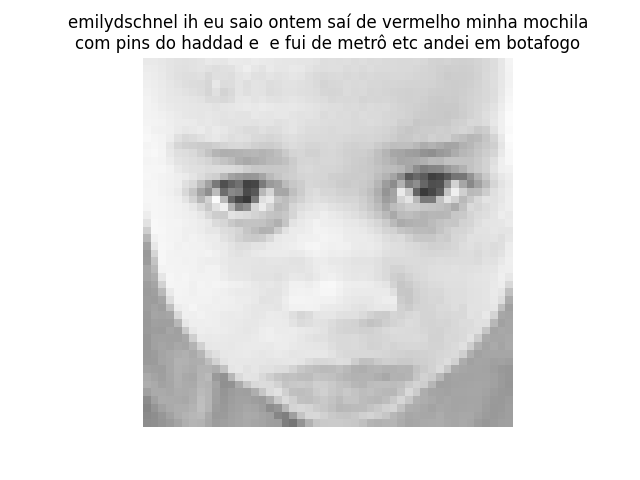 emilydschnel ih eu saio ontem saí de vermelho minha mochila
com pins do haddad e  e fui de metrô etc andei em botafogo